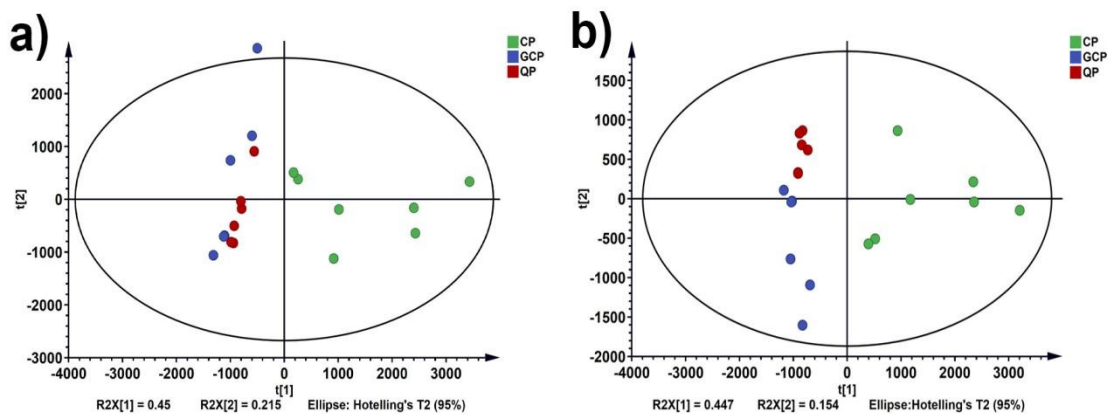 a)
CP
GCP
QP
2000
1000
0
-1000
-2000
-3000
t[2]
-4000 -3000 -2000 -1000 0 1000 2000 3000 4000
t[1]
R2X[1] = 0.45 R2X[2] = 0.215 Ellipse: Hotelling's T2 (95%)
b)
CP
GCP
QP
1500
1000
500
0
-500
-1000
-1500
-2000
t[2]
-4000 -3000 -2000 -1000 0 1000 2000 3000 4000
t[1]
R2X[1] = 0.447 R2X[2] = 0.154 Ellipse:Hotelling's T2 (95%)